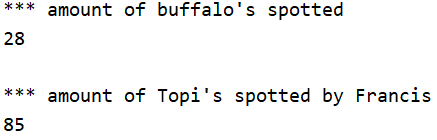 *** amount of buffalo's spotted
28
*** amount of Topi's spotted by Francis
85